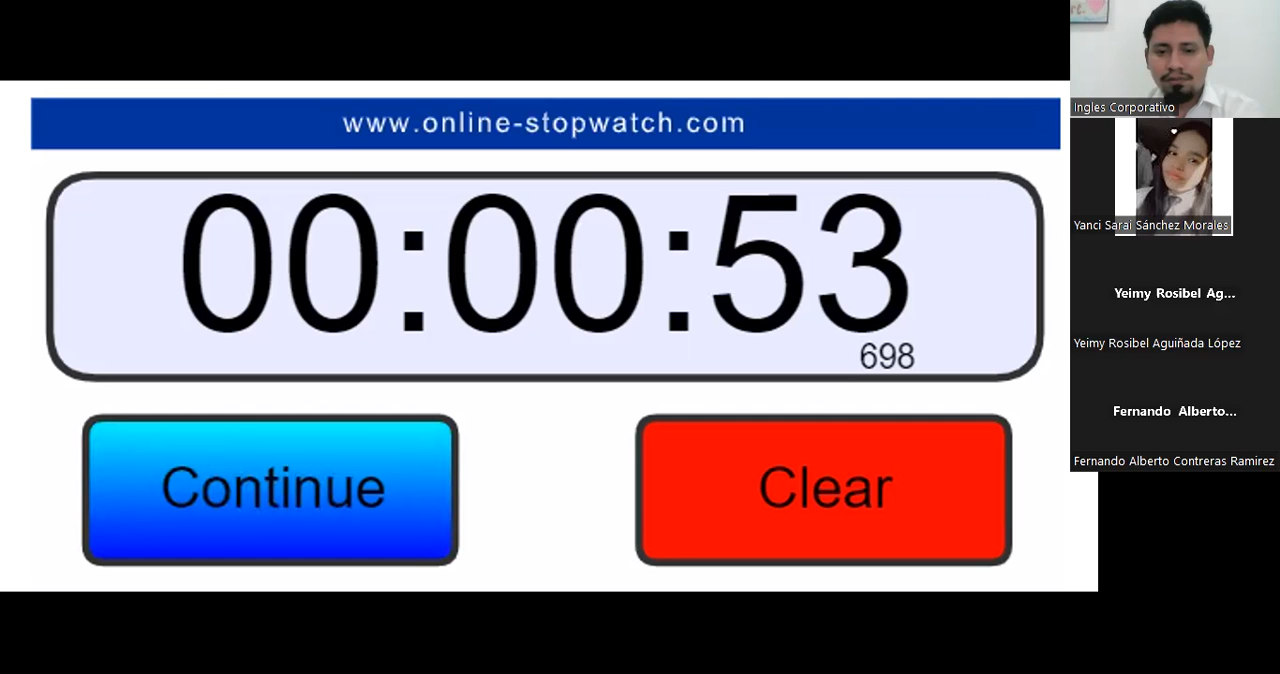 www.online-stopwatch.com
00:00:53
698
Continue
Clear
Ingles Corporativo
Yanci Sarai Sánchez Morales
Yeimy Rosibel Ag...
Yeimy Rosibel Aguiñada López
Fernando Alberto...
Fernando Alberto Contreras Ramirez